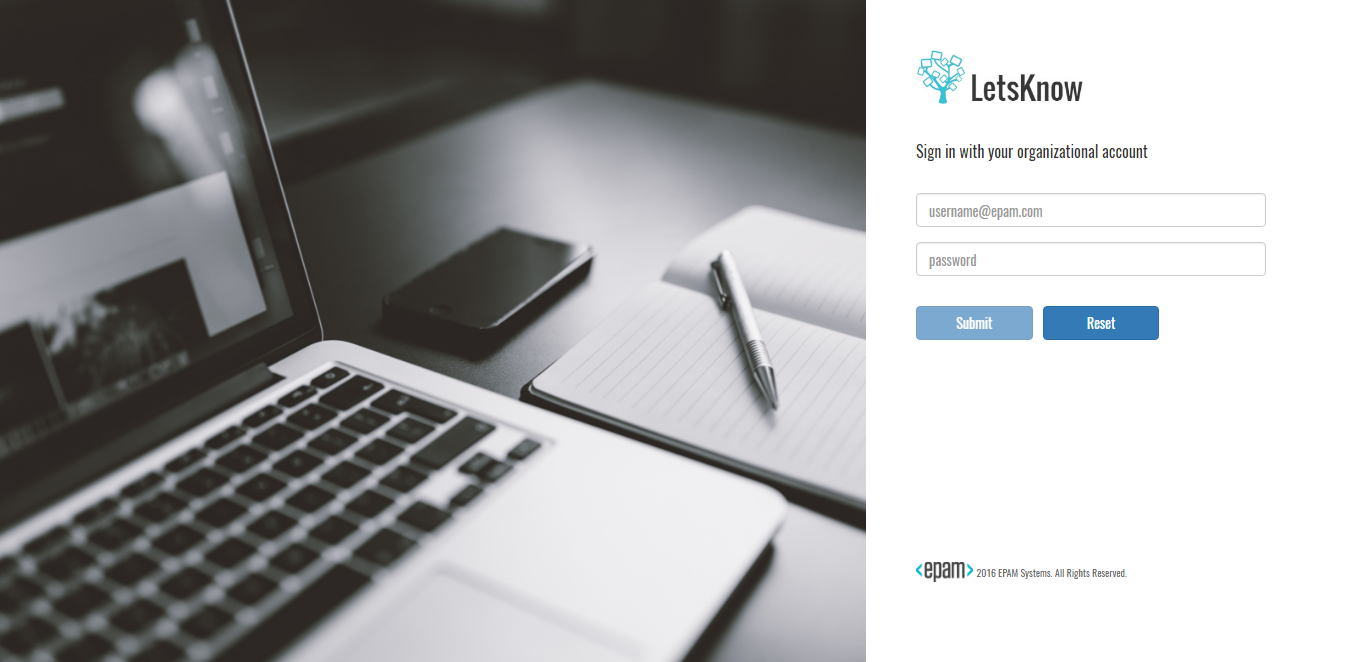 LetsKnow
Sign in with your organizational account
username@epam.com
password
Submit Reset
<epam> 2016 EPAM Systems. All Rights Reserved.